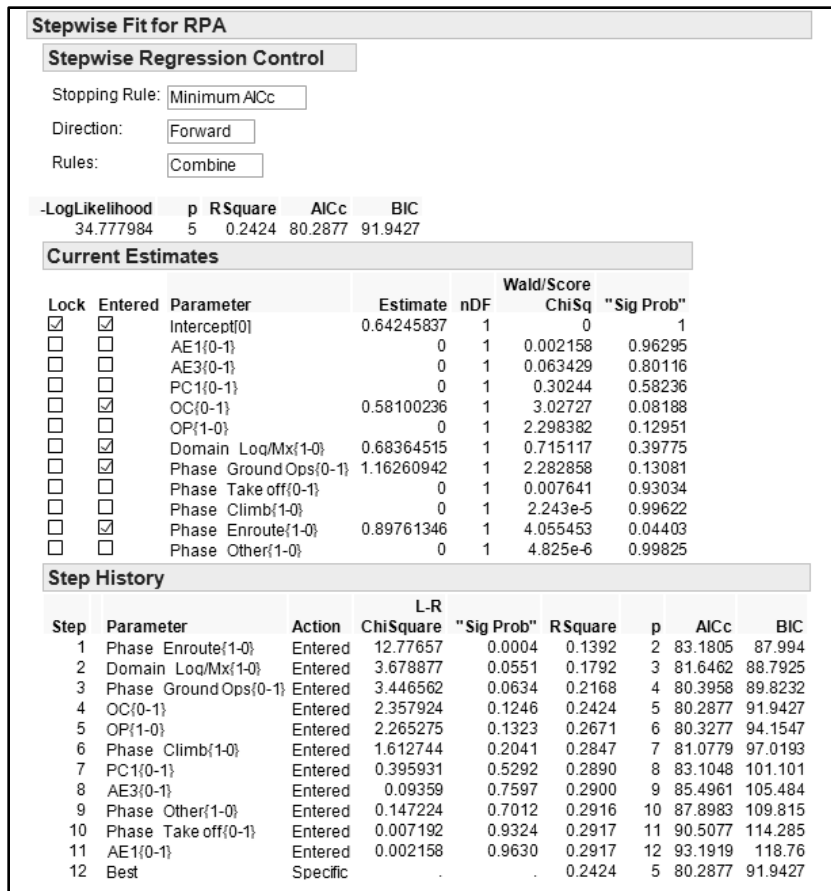 Stepwise Fit for RPA
Stepwise Regression Control
Stopping Rule: Minimum AICc
Direction: Forward
Rules: Combine
-LogLikelihood p RSquare AICc BIC
34.777984 5 0.2424 80.2877 91.9427
Current Estimates
Wald/Score
Lock Entered Parameter Estimate nDF ChiSq "Sig Prob"
Intercept[0] 0.64245837 1 0 1
AE1{0-1} 0 1 0.002158 0.96295
AE3{0-1} 0 1 0.063429 0.80116
PC1{0-1} 0 1 0.30244 0.58236
OC{0-1} 0.58100236 1 3.02727 0.08188
OP{1-0} 0 1 2.298382 0.12951
Domain Log/Mx{1-0} 0.68364515 1 0.715117 0.39775
Phase Ground Ops{0-1} 1.16260942 1 2.282858 0.13081
Phase Take off{0-1} 0 1 0.007641 0.93034
Phase Climb{1-0} 0 1 2.243e-5 0.99622
Phase Enroute{1-0} 0.89761346 1 4.055453 0.04403
Phase Other{1-0} 0 1 4.825e-6 0.99825
Step History
L-R
Step Parameter Action ChiSquare "Sig Prob" RSquare p AICc BIC
1 Phase Enroute{1-0} Entered 12.77657 0.0004 0.1392 2 83.1805 87.994
2 Domain Log/Mx{1-0} Entered 3.678877 0.0551 0.1792 3 81.6462 88.7925
3 Phase Ground Ops{0-1} Entered 3.446562 0.0634 0.2168 4 80.3958 89.8232
4 OC{0-1} Entered 2.357924 0.1246 0.2424 5 80.2877 91.9427
5 OP{1-0} Entered 2.265275 0.1323 0.2671 6 80.3277 94.1547
6 Phase Climb{1-0} Entered 1.612744 0.2041 0.2847 7 81.0779 97.0193
7 PC1{0-1} Entered 0.395931 0.5292 0.2890 8 83.1048 101.101
8 AE3{0-1} Entered 0.09359 0.7597 0.2900 9 85.4961 105.484
9 Phase Other{1-0} Entered 0.147224 0.7012 0.2916 10 87.8983 109.815
10 Phase Take off{0-1} Entered 0.007192 0.9324 0.2917 11 90.5077 114.285
11 AE1{0-1} Entered 0.002158 0.9630 0.2917 12 93.1919 118.76
12 Best Specific . . 0.2424 5 80.2877 91.9427